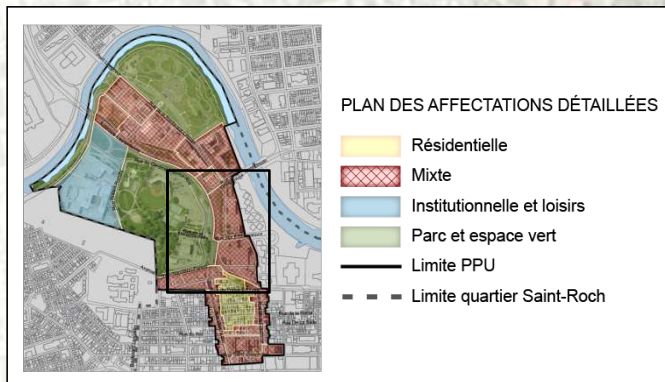 PLAN DES AFFECTATIONS DÉTAILLÉES
Résidentielle
Mixte
Institutionnelle et loisirs
Parc et espace vert
Limite PPU
Limite quartier Saint-Roch